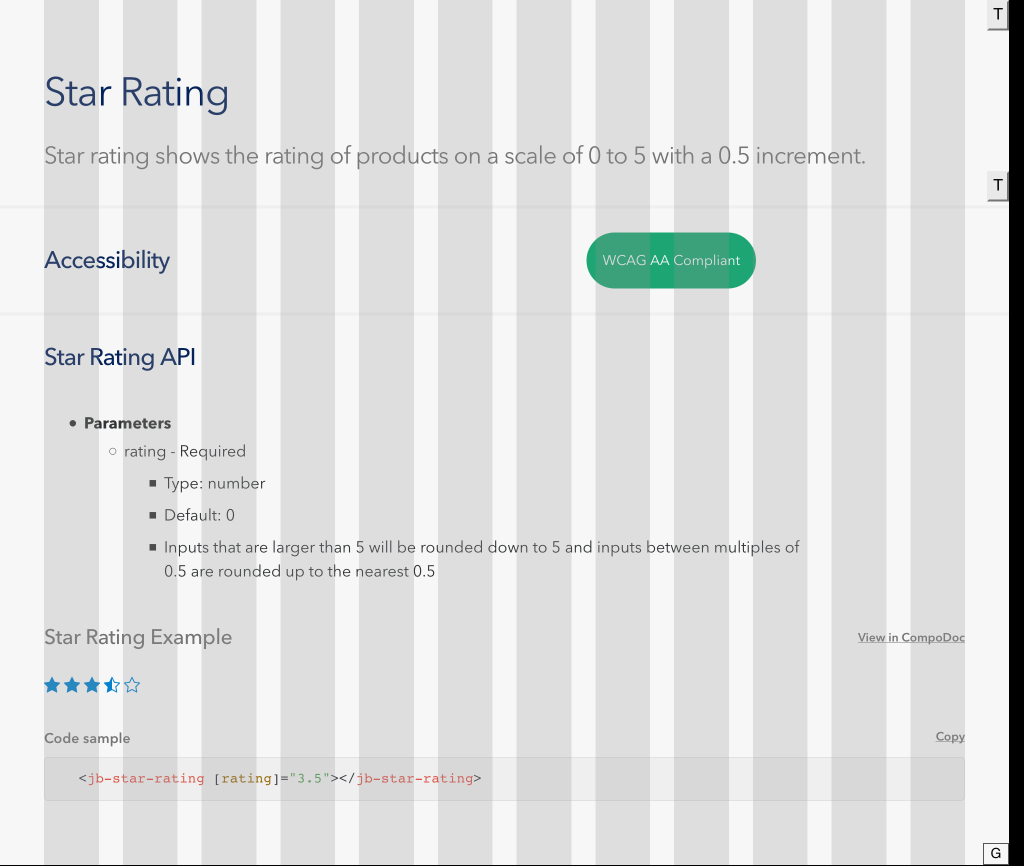 T
Star Rating
Star rating shows the rating of products on a scale of 0 to 5 with a 0.5 increment.
T
Accessibility
WCAG AA Compliant
Star Rating API
Parameters
rating - Required
Type: number
Default: 0
Inputs that are larger than 5 will be rounded down to 5 and inputs between multiples of
0.5 are rounded up to the nearest 0.5
Star Rating Example
View in CompoDoc
Code sample
Copy
<jb-star-rating [rating]="3.5"></jb-star-rating>
G